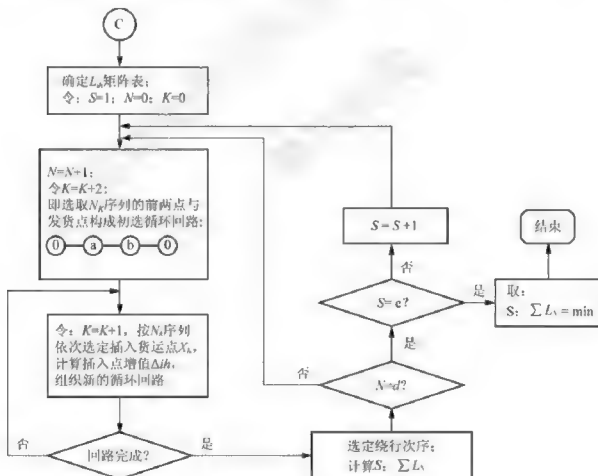 C
确定Lih矩阵表;
令: S=1; N=0; K=0
N=N+1;
令K=K+2;
即选取NK序列的前两点与
发货点构成初选循环回路:
0 a b 0
令: K=K+1, 按Nk序列
依次选定插入货运点Xk,
计算插入点增值Δih,
组织新的循环回路
回路完成?
否
是
选定绕行次序;
计算S; ∑Ls
N=d?
否
是
S=e?
否
是
S=S+1
取:
S: ∑Ls=min
结束